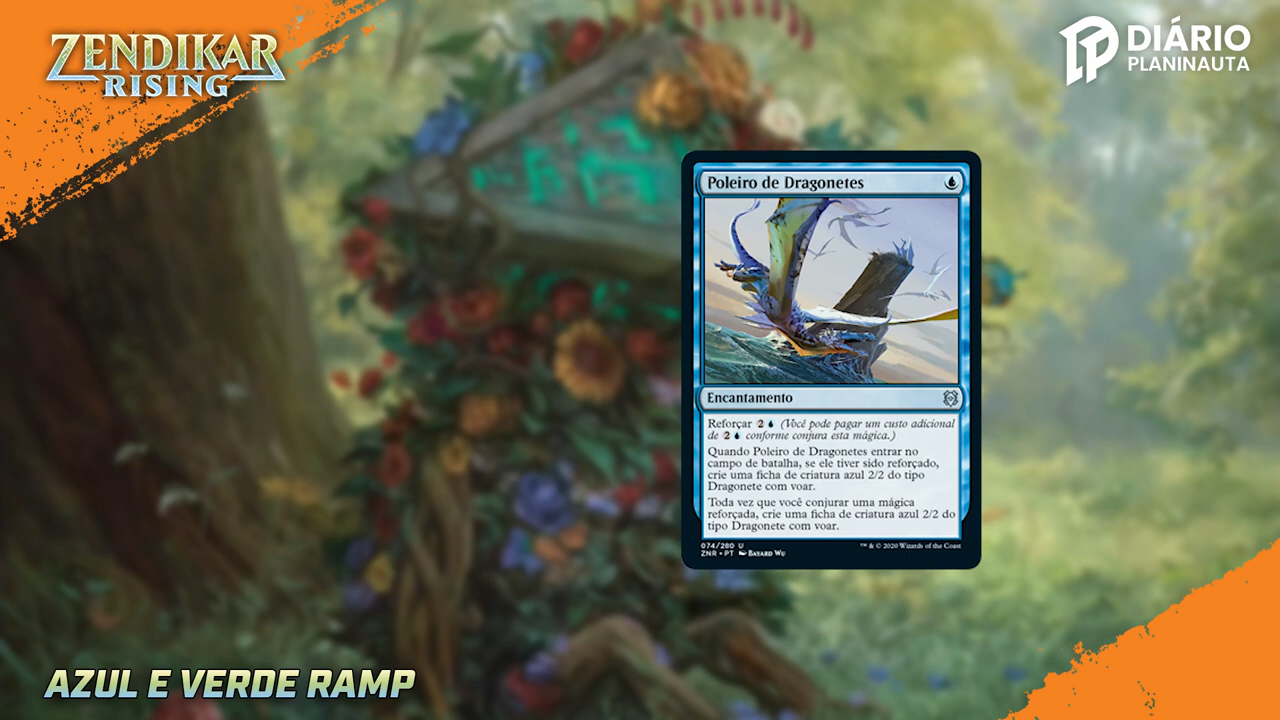 ZENDIKAR
RISING
DIÁRIO
PLANINAUTA
Poleiro de Dragonetes
Encantamento
Reforçar 2 (Você pode pagar um custo adicional
de 2 conforme conjura esta mágica.)
Quando Poleiro de Dragonetes entrar no
campo de batalha, se ele tiver sido reforçado,
crie uma ficha de criatura azul 2/2 do tipo
Dragonete com voar.
Toda vez que você conjurar uma mágica
reforçada, crie uma ficha de criatura azul 2/2 do
tipo Dragonete com voar.
074/280 U
ZNR • PT Bayard Wu
™ & © 2020 Wizards of the Coast
AZUL E VERDE RAMP